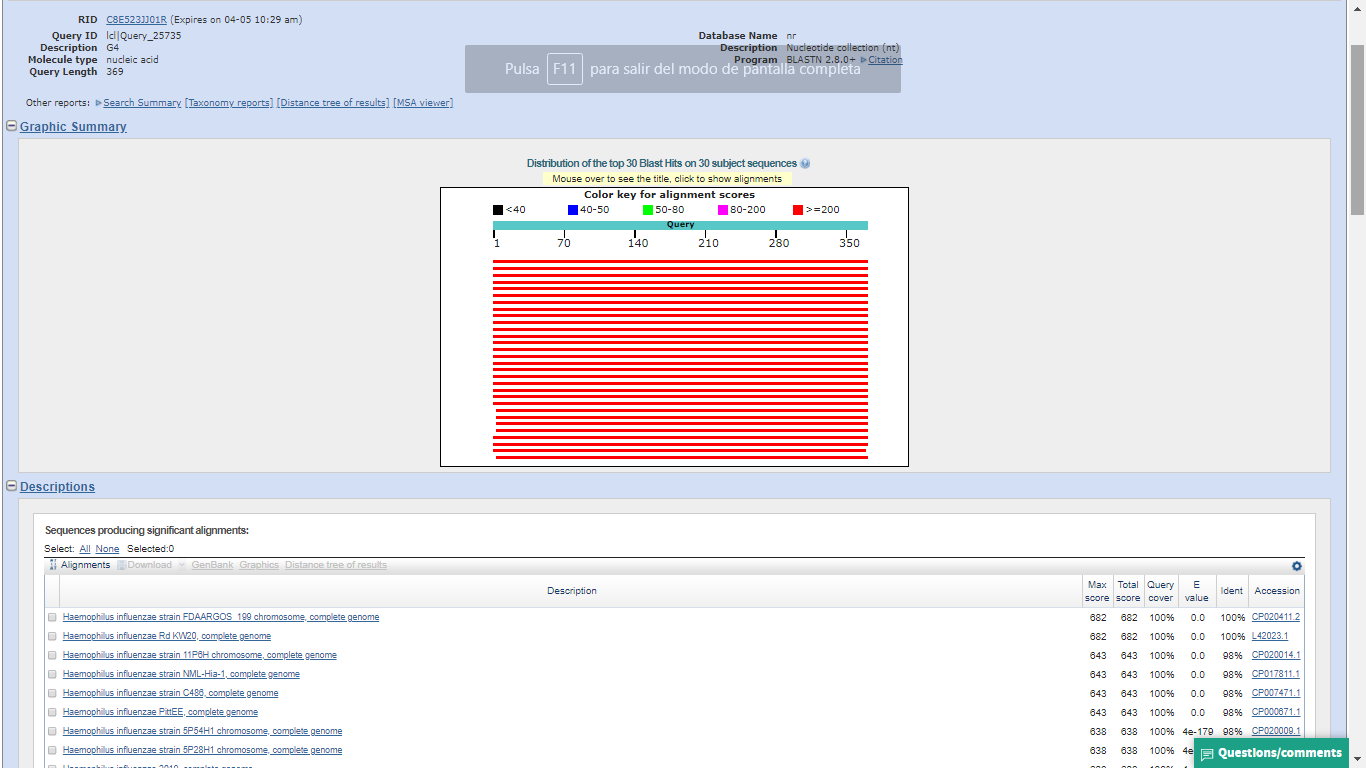 RID C8E523JJ01R (Expires on 04-05 10:29 am)
Query ID lcl|Query_25735
Description G4
Molecule type nucleic acid
Query Length 369
Database Name nr
Description Nucleotide collection (nt)
Program BLASTN 2.8.0+ Citation
Pulsa F11 para salir del modo de pantalla completa
Other reports: Search Summary [Taxonomy reports] [Distance tree of results] [MSA viewer]
Graphic Summary
Distribution of the top 30 Blast Hits on 30 subject sequences
Mouse over to see the title, click to show alignments
Color key for alignment scores
<40 40-50 50-80 80-200 >=200
Query
1 70 140 210 280 350
Descriptions
Sequences producing significant alignments:
Select: All None Selected:0
Alignments Download GenBank Graphics Distance tree of results
Description Max score Total score Query cover E value Ident Accession
Haemophilus influenzae strain FDAARGOS_199 chromosome, complete genome 682 682 100% 0.0 100% CP020411.2
Haemophilus influenzae Rd KW20, complete genome 682 682 100% 0.0 100% L42023.1
Haemophilus influenzae strain 11P6H chromosome, complete genome 643 643 100% 0.0 98% CP020014.1
Haemophilus influenzae strain NML-Hia-1, complete genome 643 643 100% 0.0 98% CP017811.1
Haemophilus influenzae strain C486, complete genome 643 643 100% 0.0 98% CP007471.1
Haemophilus influenzae PittEE, complete genome 643 643 100% 0.0 98% CP000671.1
Haemophilus influenzae strain 5P54H1 chromosome, complete genome 638 638 100% 4e-179 98% CP020009.1
Haemophilus influenzae strain 5P28H1 chromosome, complete genome 638 638 100%
Questions/comments